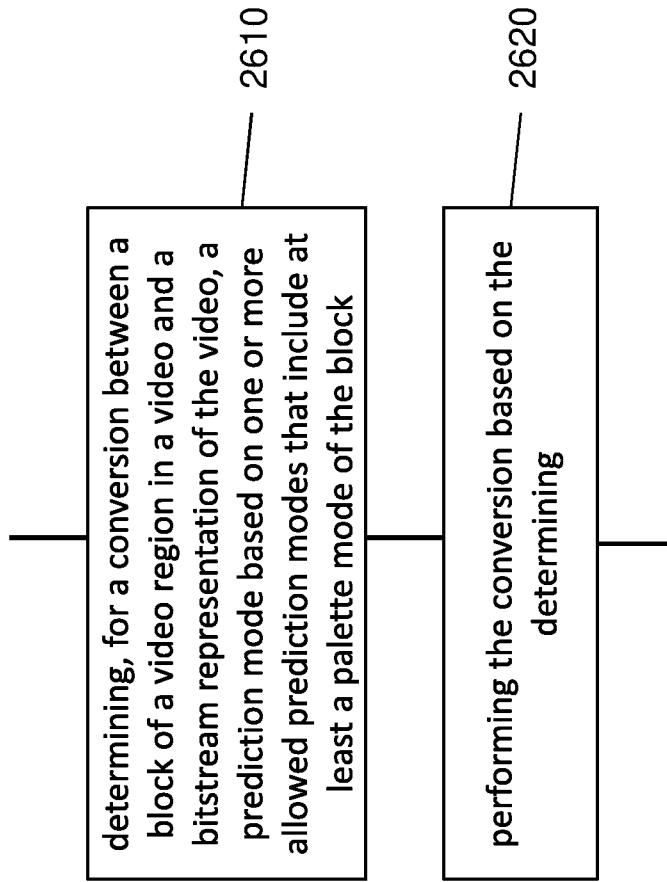 determining, for a conversion between a
block of a video region in a video and a
bitstream representation of the video, a
prediction mode based on one or more
allowed prediction modes that include at
least a palette mode of the block
2610
performing the conversion based on the
determining
2620